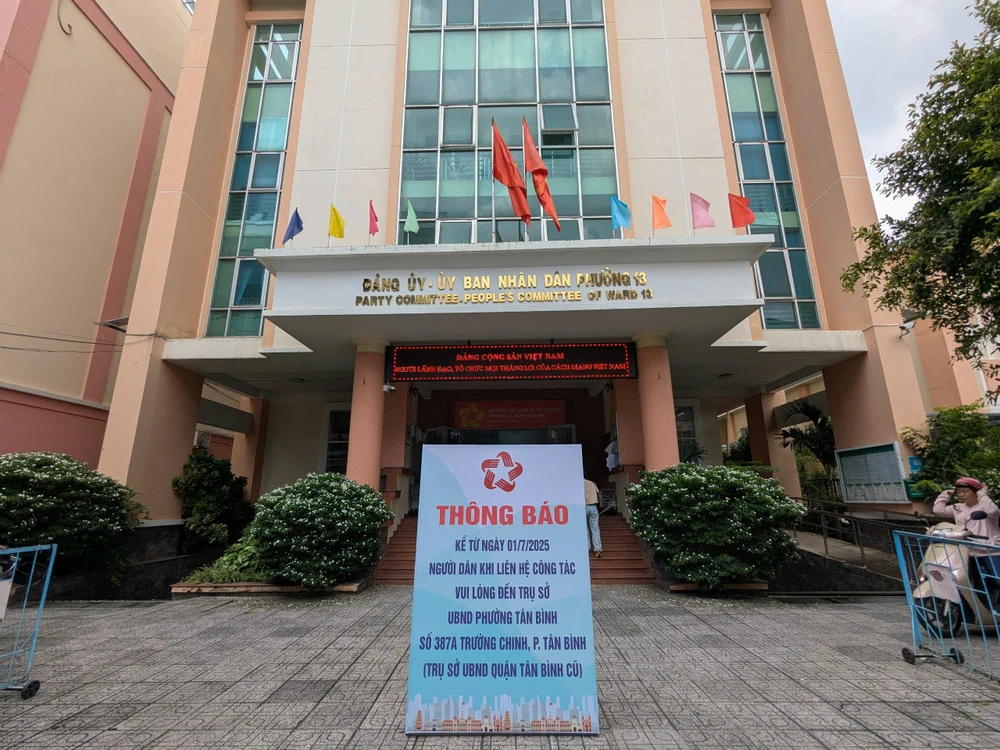 ĐẢNG ỦY - ỦY BAN NHÂN DÂN PHƯỜNG 13
PARTY COMMITTEE-PEOPLE'S COMMITTEE OF WARD 13
ĐẢNG CỘNG SẢN VIỆT NAM
NGƯỜI LÃNH ĐẠO, TỔ CHỨC MỌI THẮNG LỢI CỦA CÁCH MẠNG VIỆT NAM
THÔNG BÁO
KỂ TỪ NGÀY 01/7/2025
NGƯỜI DÂN KHI LIÊN HỆ CÔNG TÁC
VUI LÒNG ĐẾN TRỤ SỞ
UBND PHƯỜNG TÂN BÌNH
SỐ 387A TRƯỜNG CHINH, P. TÂN BÌNH
(TRỤ SỞ UBND QUẬN TÂN BÌNH CŨ)